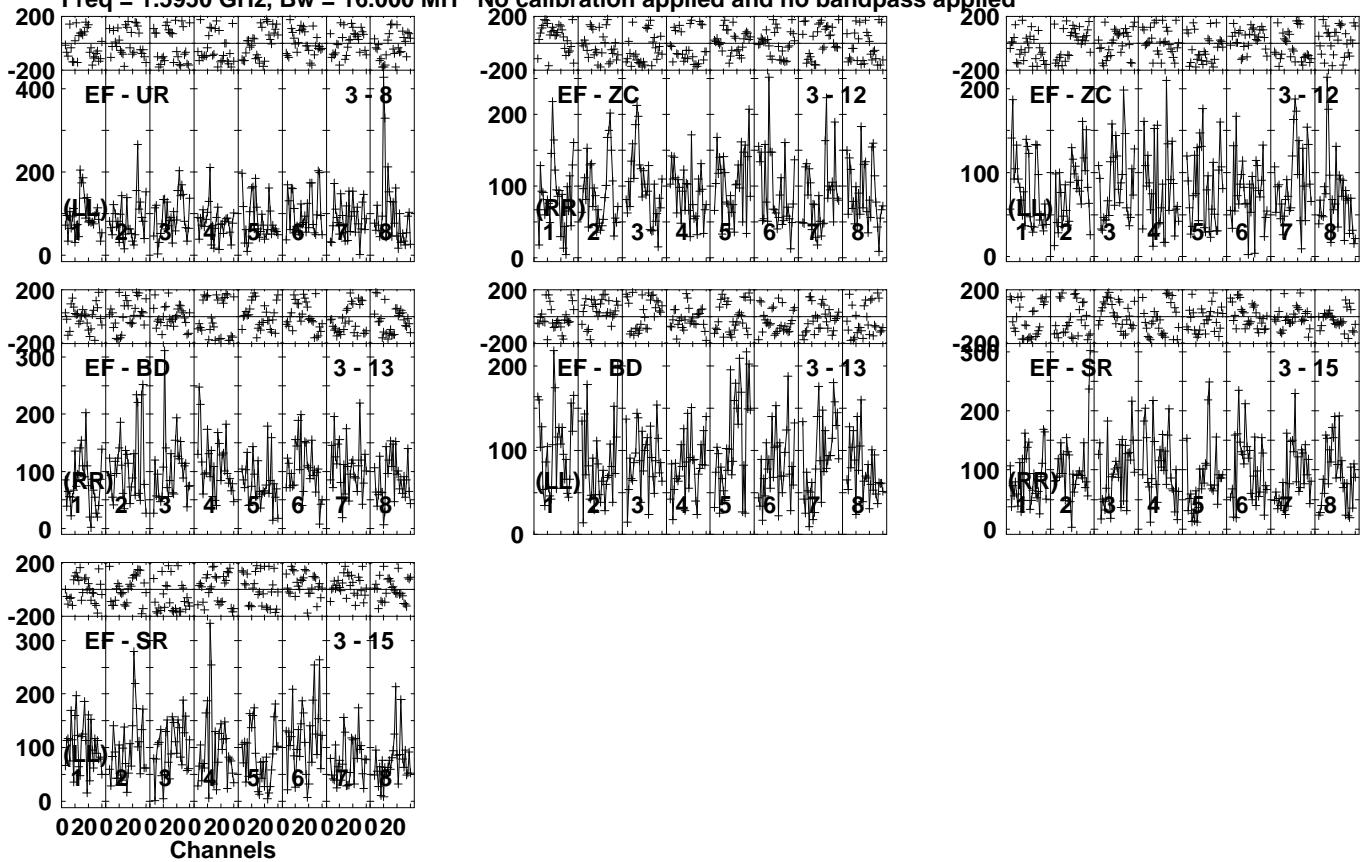 Freq = 1.5950 GHz, Bw = 16.000 MH No calibration applied and no bandpass applied
200 200 200
-200 -200 -200
400 EF - UR 3 - 8 EF - ZC 3 - 12 200 EF - ZC 3 - 12
200 200
200 100 100
(LL) (RR) (LL)
1 2 3 4 5 6 7 8 1 2 3 4 5 6 7 8 1 2 3 4 5 6 7 8
0 0 0
200 200 200
-200 -200 -200
300 EF - BD 3 - 13 200 EF - BD 3 - 13 300 EF - SR 3 - 15
200 200
100 100 100
(RR) (LL) (RR)
1 2 3 4 5 6 7 8 1 2 3 4 5 6 7 8 1 2 3 4 5 6 7 8
0 0 0
200
-200
300 EF - SR 3 - 15
200
100
(LL)
1 2 3 4 5 6 7 8
0
0 20 0 20 0 20 0 20 0 20 0 20 0 20 0 20
Channels